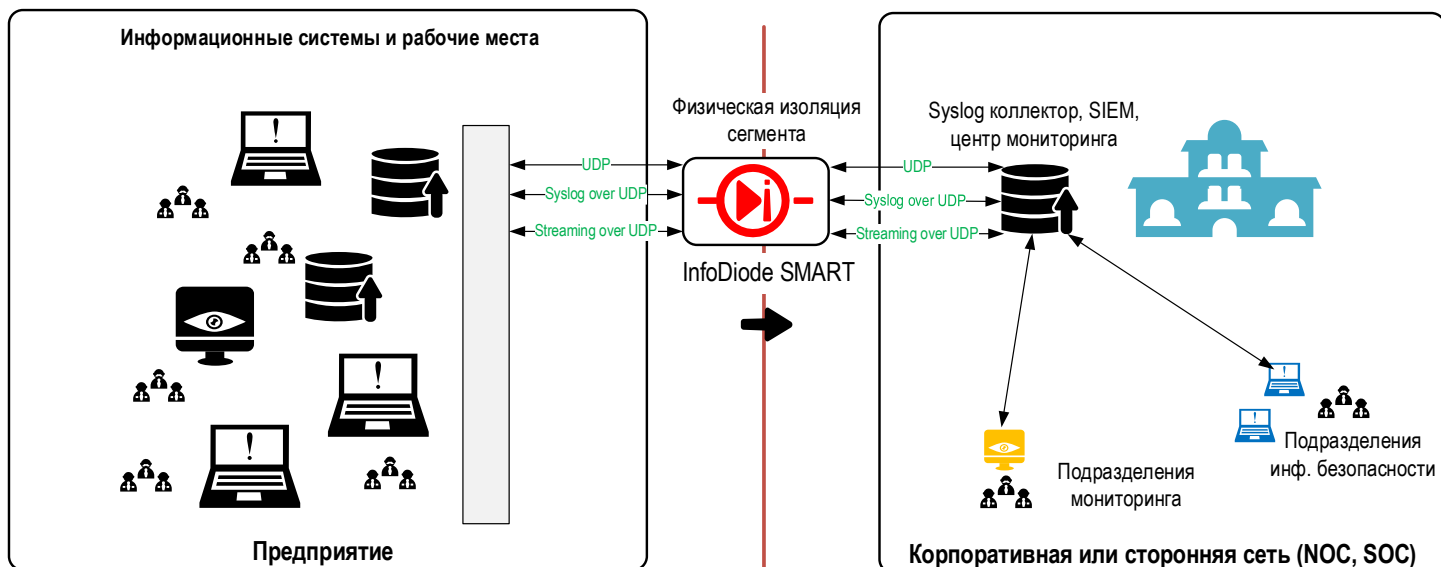 Информационные системы и рабочие места
Физическая изоляция
сегмента
Syslog коллектор, SIEM,
центр мониторинга
UDP
Syslog over UDP
Streaming over UDP
UDP
Syslog over UDP
Streaming over UDP
InfoDiode SMART
Подразделения
мониторинга
Подразделения
инф. безопасности
Предприятие
Корпоративная или сторонняя сеть (NOC, SOC)